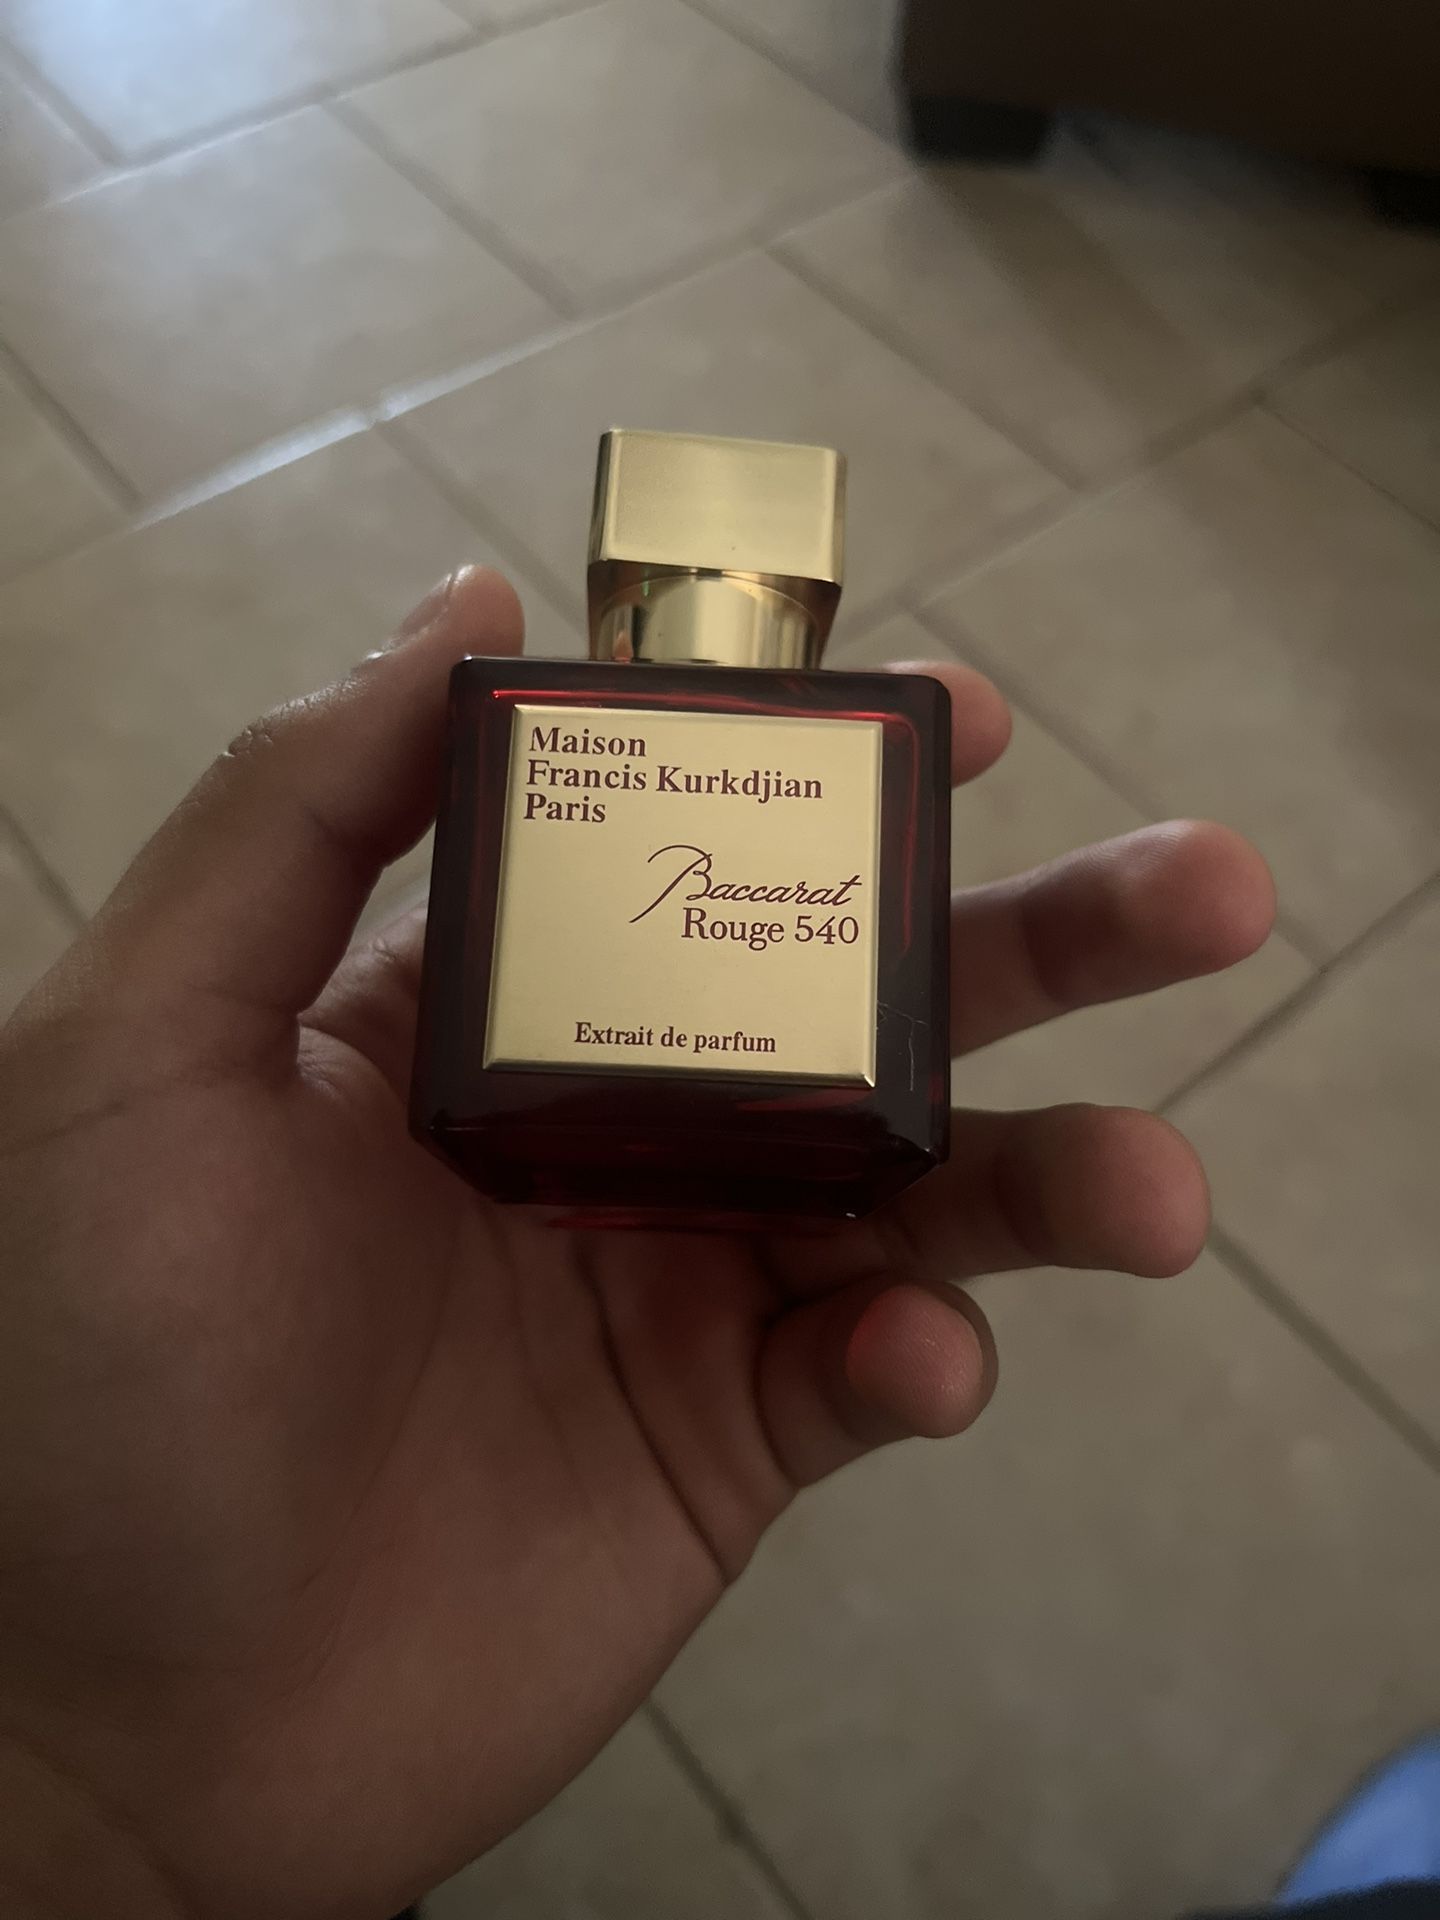 Maison
Francis Kurkdjian
Paris
Baccarat
Rouge 540
Extrait de parfum